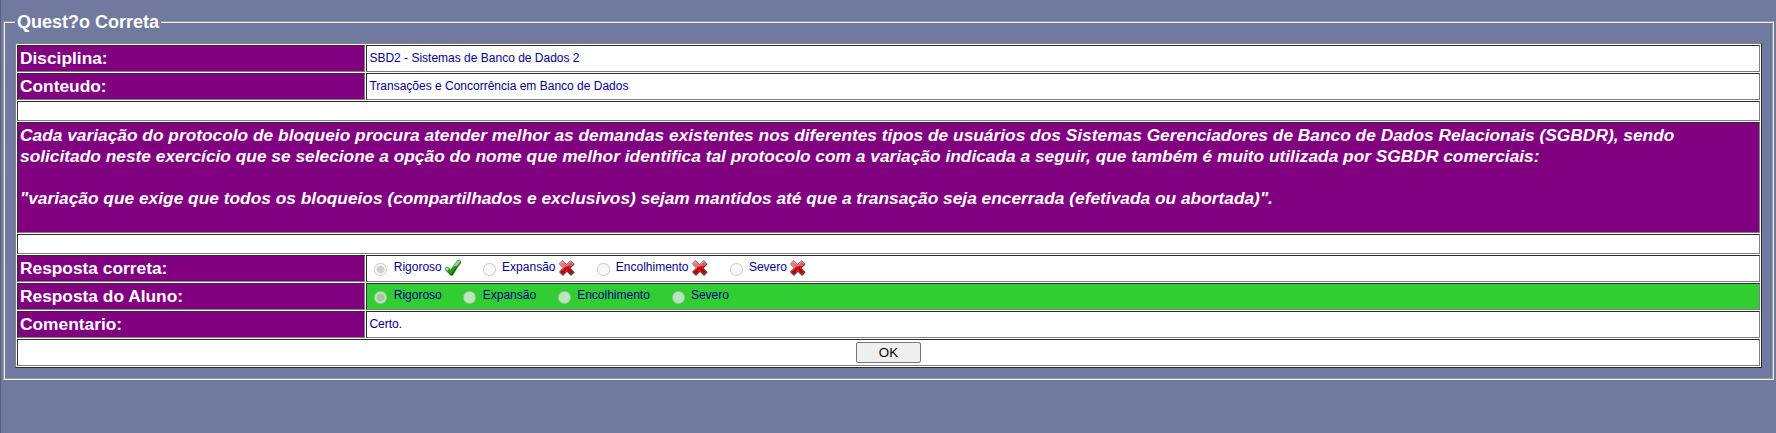 Quest?o Correta
Disciplina: SBD2 - Sistemas de Banco de Dados 2
Conteudo: Transações e Concorrência em Banco de Dados
Cada variação do protocolo de bloqueio procura atender melhor as demandas existentes nos diferentes tipos de usuários dos Sistemas Gerenciadores de Banco de Dados Relacionais (SGBDR), sendo
solicitado neste exercício que se selecione a opção do nome que melhor identifica tal protocolo com a variação indicada a seguir, que também é muito utilizada por SGBDR comerciais:
"variação que exige que todos os bloqueios (compartilhados e exclusivos) sejam mantidos até que a transação seja encerrada (efetivada ou abortada)".
Resposta correta: Rigoroso Expansão Encolhimento Severo
Resposta do Aluno: Rigoroso Expansão Encolhimento Severo
Comentario: Certo.
OK